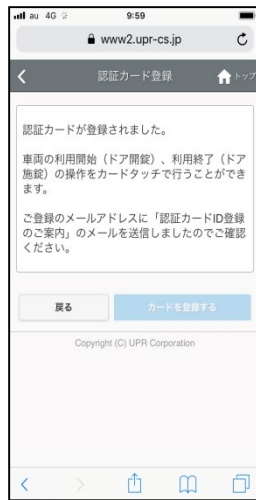 au 4G 9:59
www2.upr-cs.jp
認証カード登録 トップ
認証カードが登録されました。
車両の利用開始（ドア開錠）、利用終了（ドア
施錠）の操作をカードタッチで行うことができ
ます。
ご登録のメールアドレスに「認証カードID登録
のご案内」のメールを送信しましたのでご確認
ください。
戻る カードを登録する
Copyright (C) UPR Corporation